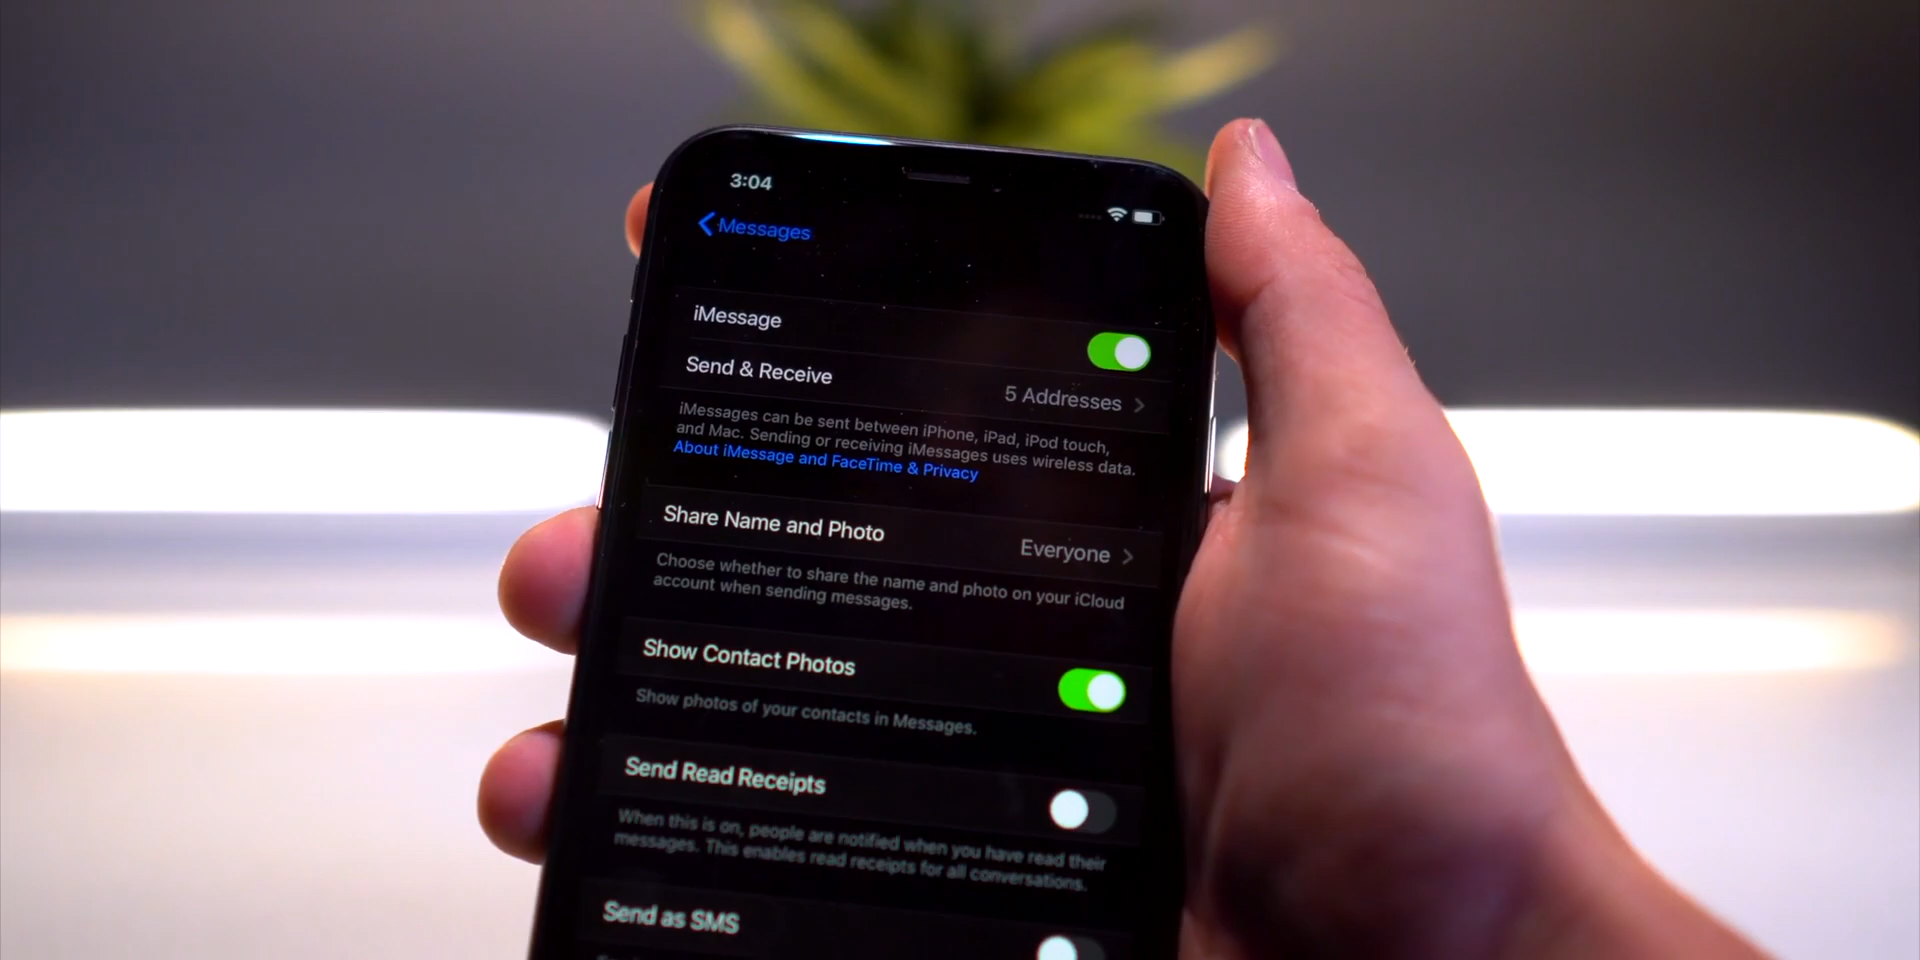 3:04
Messages
iMessage
Send & Receive
5 Addresses
iMessages can be sent between iPhone, iPad, iPod touch,
and Mac. Sending or receiving iMessages uses wireless data.
About iMessage and FaceTime & Privacy
Share Name and Photo
Everyone
Choose whether to share the name and photo on your iCloud
account when sending messages.
Show Contact Photos
Show photos of your contacts in Messages.
Send Read Receipts
When this is on, people are notified when you have read their
messages. This enables read receipts for all conversations.
Send as SMS